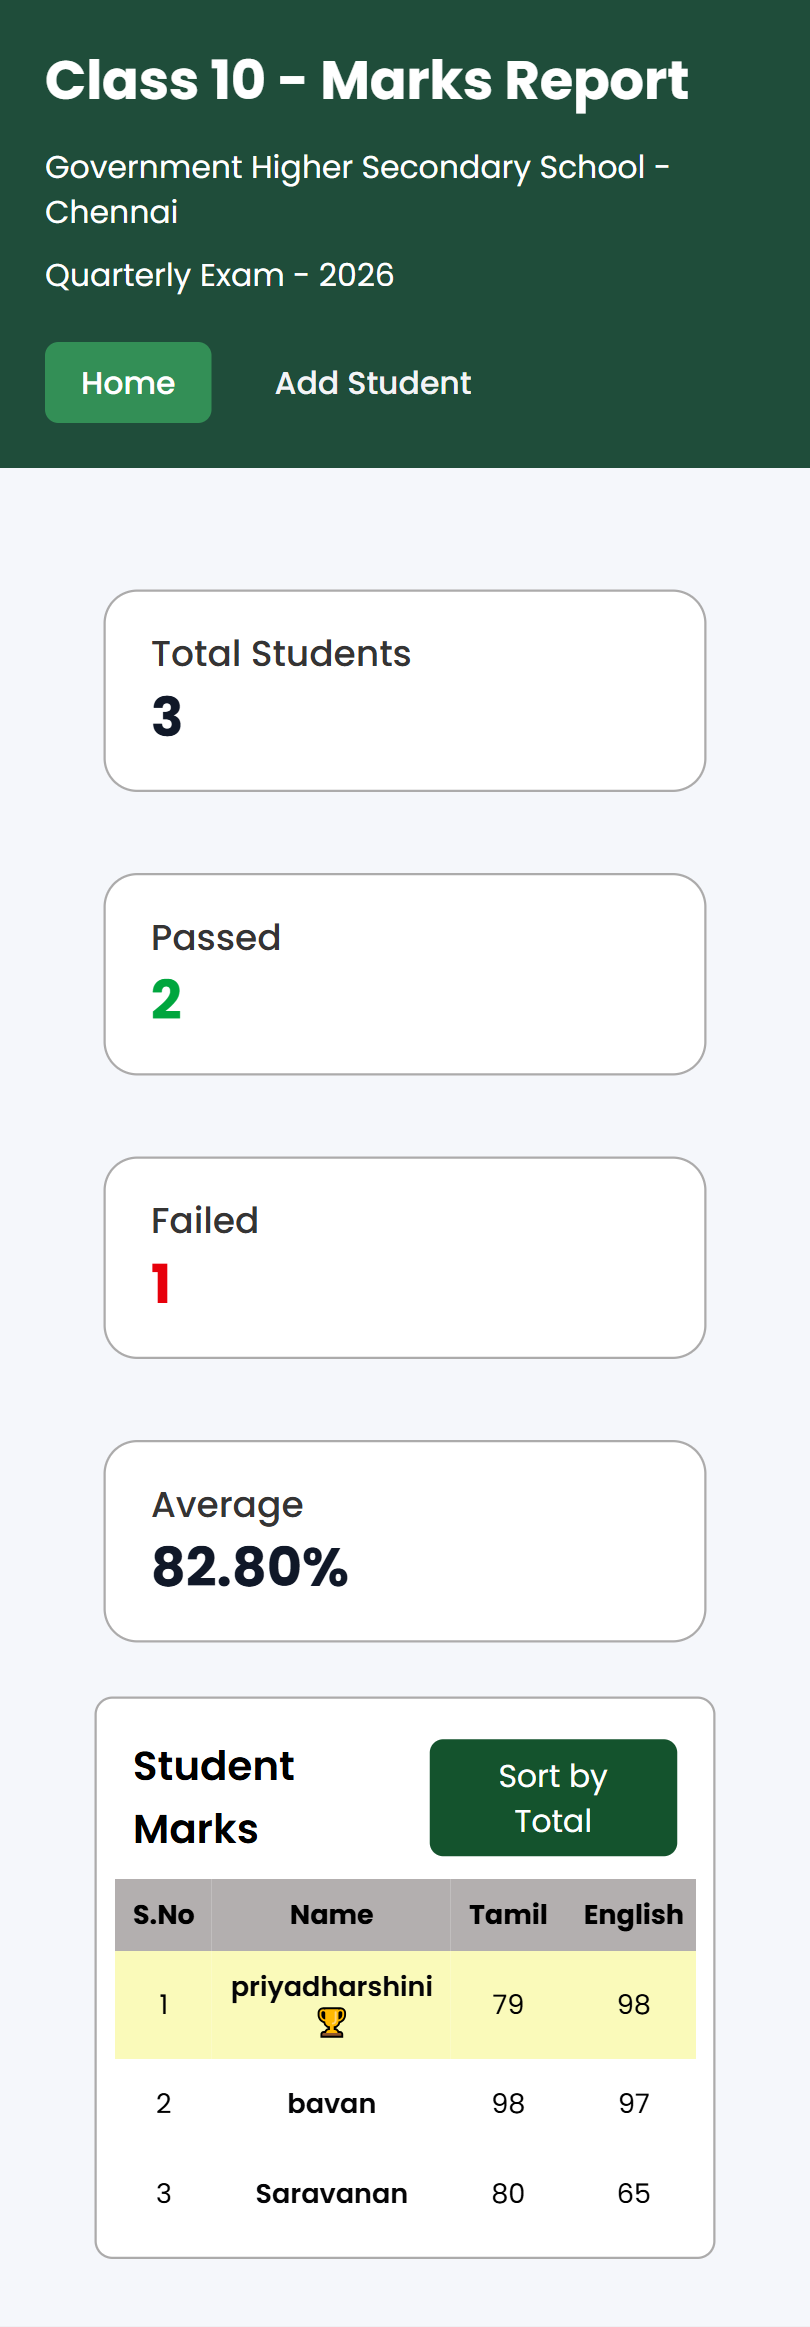 Class 10 - Marks Report
Government Higher Secondary School -
Chennai
Quarterly Exam - 2026
Home
Add Student
Total Students
3
Passed
2
Failed
1
Average
82.80%
Student
Marks
Sort by
Total
S.No Name Tamil English
1 priyadharshini 🏆 79 98
2 bavan 98 97
3 Saravanan 80 65